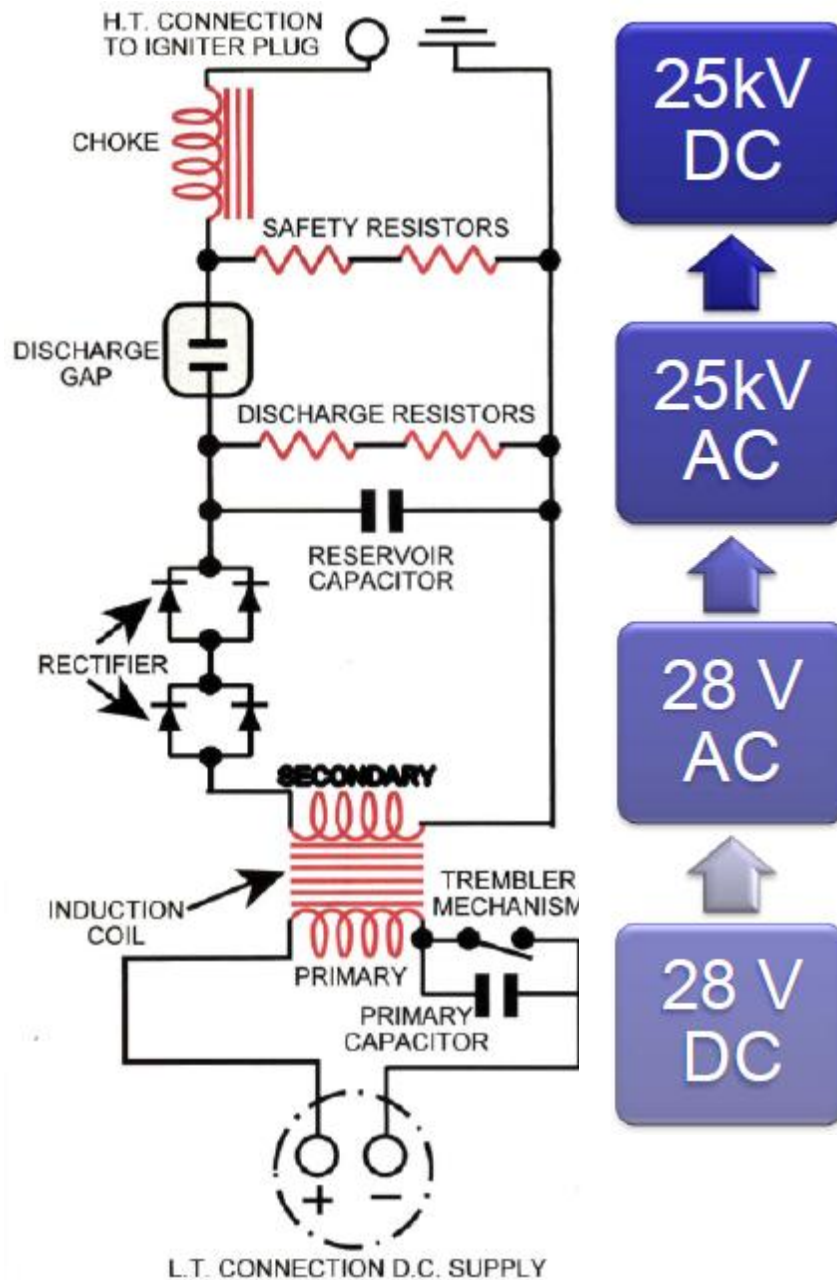 H.T. CONNECTION
TO IGNITER PLUG
CHOKE
SAFETY RESISTORS
DISCHARGE
GAP
DISCHARGE RESISTORS
RESERVOIR
CAPACITOR
RECTIFIER
SECONDARY
INDUCTION
COIL
TREMBLER
MECHANISM
PRIMARY
PRIMARY
CAPACITOR
+ −
L.T. CONNECTION D.C. SUPPLY
25kV
DC
25kV
AC
28 V
AC
28 V
DC